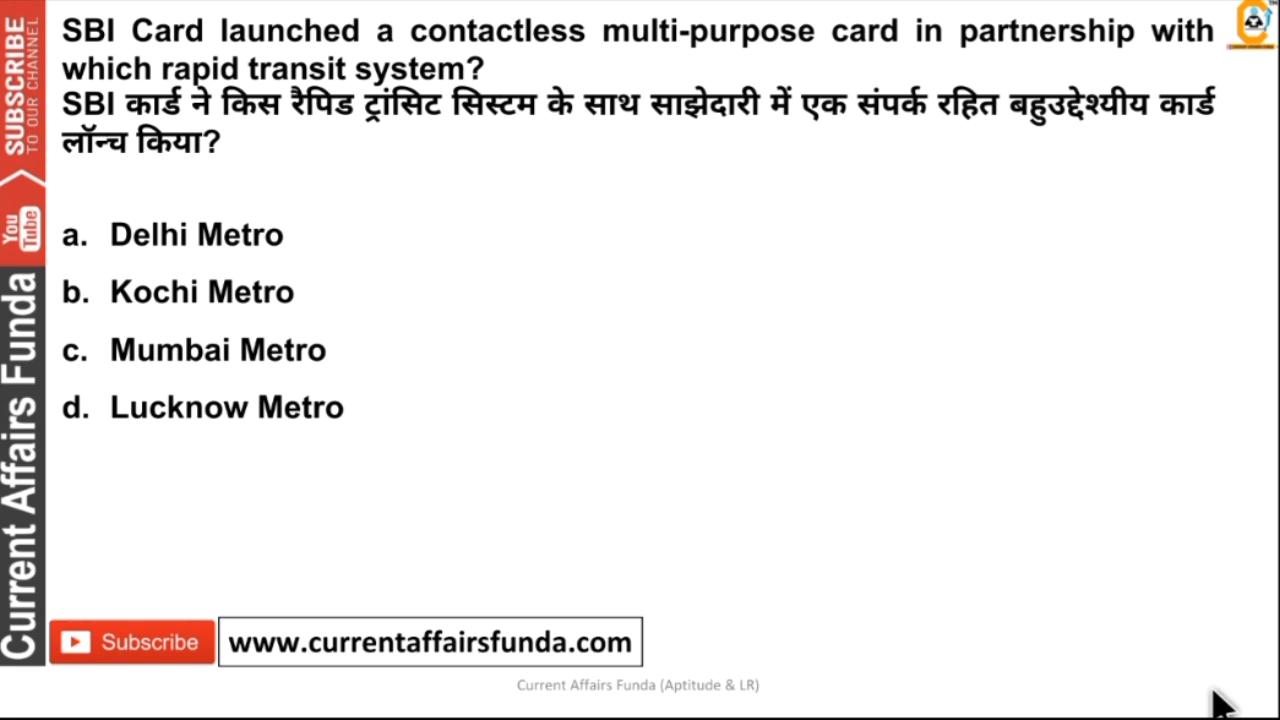 SBI Card launched a contactless multi-purpose card in partnership with
which rapid transit system?
SBI कार्ड ने किस रैपिड ट्रांसिट सिस्टम के साथ साझेदारी में एक संपर्क रहित बहुउद्देश्यीय कार्ड
लॉन्च किया?
a. Delhi Metro
b. Kochi Metro
c. Mumbai Metro
d. Lucknow Metro
Subscribe
www.currentaffairsfunda.com
Current Affairs Funda (Aptitude & LR)
SUBSCRIBE
TO OUR CHANNEL
You
Tube
Current Affairs Funda